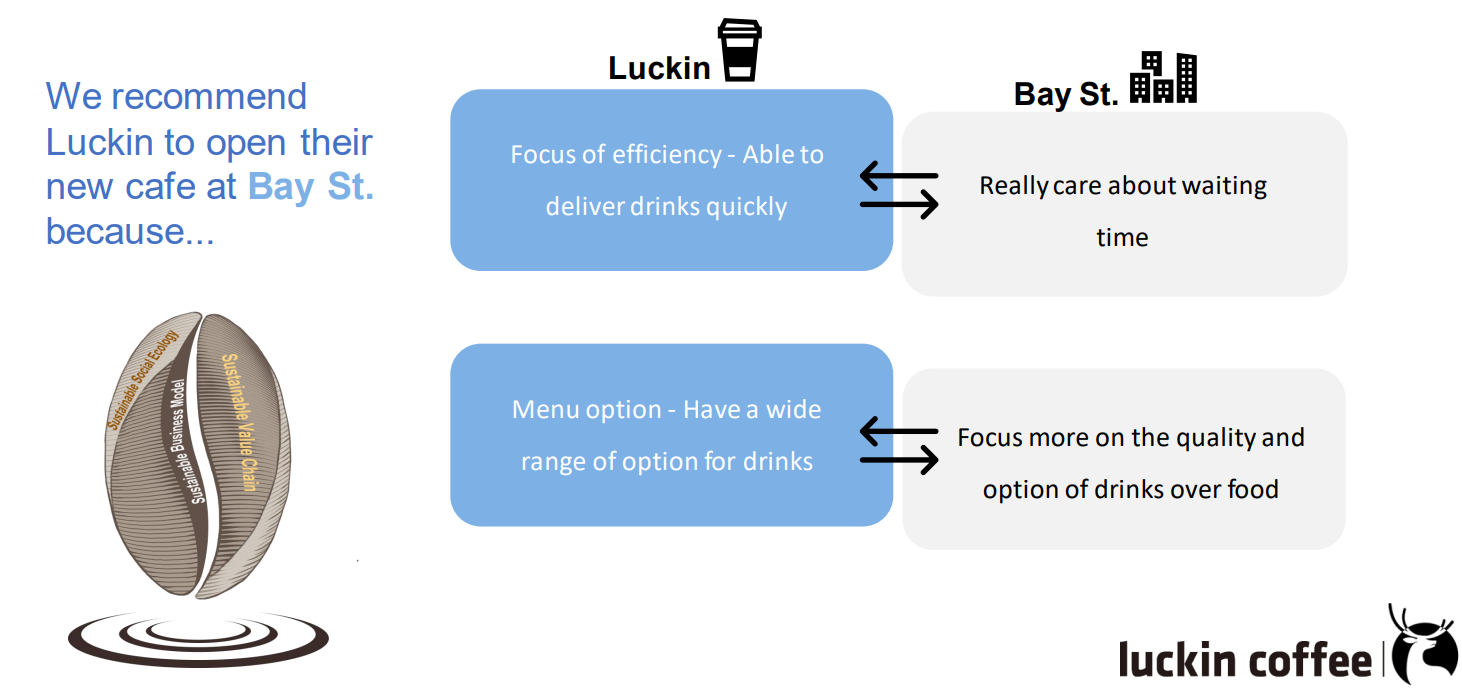 We recommend
Luckin to open their
new cafe at Bay St.
because...
Luckin
Bay St.
Focus of efficiency - Able to
deliver drinks quickly
Really care about waiting
time
Menu option - Have a wide
range of option for drinks
Focus more on the quality and
option of drinks over food
Sustainable Social Ecology
Sustainable Business Model
Sustainable Value Chain
luckin coffee